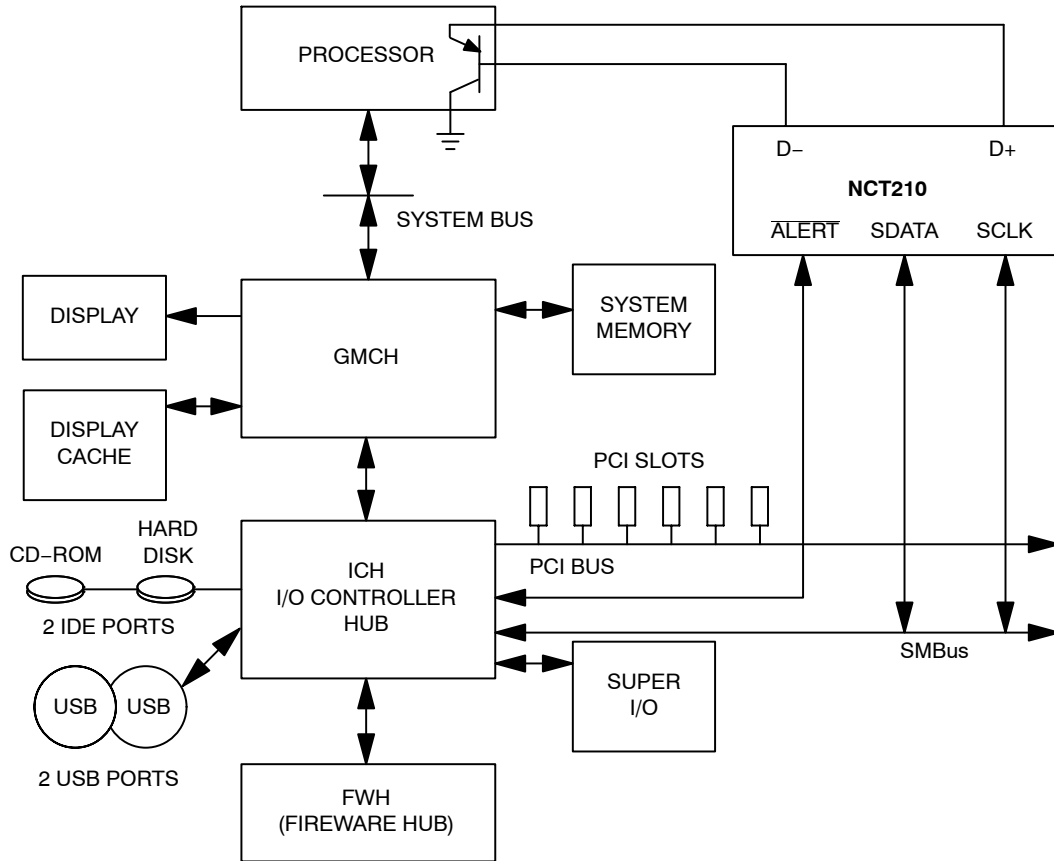 PROCESSOR
D−
D+
NCT210
ALERT
SDATA
SCLK
SYSTEM BUS
DISPLAY
GMCH
SYSTEM
MEMORY
DISPLAY
CACHE
PCI SLOTS
HARD
DISK
CD−ROM
ICH
I/O CONTROLLER
HUB
PCI BUS
2 IDE PORTS
SMBus
USB
USB
SUPER
I/O
2 USB PORTS
FWH
(FIREWARE HUB)